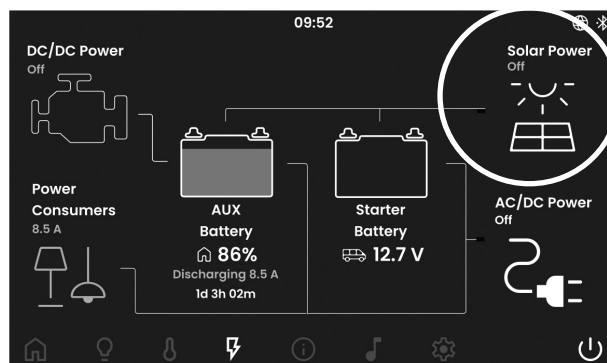 09:52
DC/DC Power
Off
Solar Power
Off
Power
Consumers
8.5 A
AUX
Battery
86%
Discharging 8.5 A
1d 3h 02m
Starter
Battery
12.7 V
AC/DC Power
Off